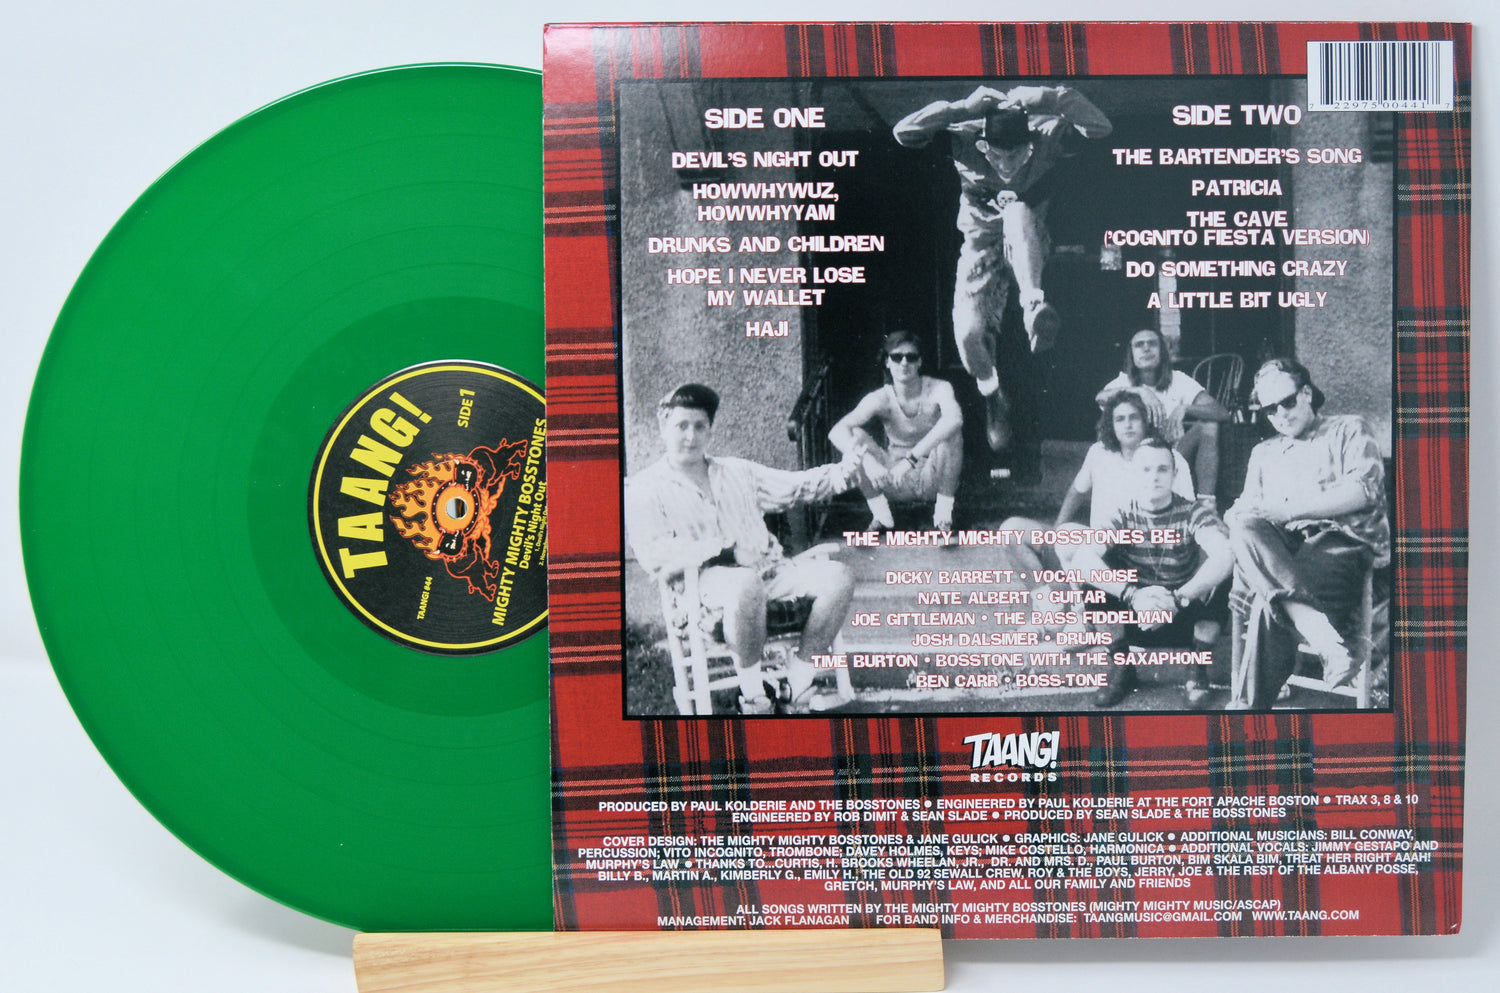 TAANG!
SIDE 1
MIGHTY MIGHTY BOSSTONES
Devil's Night Out
1. Devil's Night Ou
TAANG! #44
7 22975 00441 7
SIDE ONE
DEVIL'S NIGHT OUT
HOWWHYWUZ,
HOWWHYYAM
DRUNKS AND CHILDREN
HOPE I NEVER LOSE
MY WALLET
HAJI
SIDE TWO
THE BARTENDER'S SONG
PATRICIA
THE CAVE
('COGNITO FIESTA VERSION)
DO SOMETHING CRAZY
A LITTLE BIT UGLY
THE MIGHTY MIGHTY BOSSTONES BE:
DICKY BARRETT • VOCAL NOISE
NATE ALBERT • GUITAR
JOE GITTLEMAN • THE BASS FIDDELMAN
JOSH DALSIMER • DRUMS
TIME BURTON • BOSSTONE WITH THE SAXAPHONE
BEN CARR • BOSS-TONE
TAANG!
RECORDS
PRODUCED BY PAUL KOLDERIE AND THE BOSSTONES • ENGINEERED BY PAUL KOLDERIE AT THE FORT APACHE BOSTON • TRAX 3, 8 & 10
ENGINEERED BY ROB DIMIT & SEAN SLADE • PRODUCED BY SEAN SLADE & THE BOSSTONES
COVER DESIGN: THE MIGHTY MIGHTY BOSSTONES & JANE GULICK • GRAPHICS: JANE GULICK • ADDITIONAL MUSICIANS: BILL CONWAY,
PERCUSSION; VITO INCOGNITO, TROMBONE; DAVEY HOLMES, KEYS; MIKE COSTELLO, HARMONICA • ADDITIONAL VOCALS: JIMMY GESTAPO AND
MURPHY'S LAW • THANKS TO...CURTIS, H. BROOKS WHEELAN, JR., DR. AND MRS. D., PAUL BURTON, BIM SKALA BIM, TREAT HER RIGHT AAAH!
BILLY B., MARTIN A., KIMBERLY G., EMILY H., THE OLD 92 SEWALL CREW, ROY & THE BOYS, JERRY, JOE & THE REST OF THE ALBANY POSSE,
GRETCH, MURPHY'S LAW, AND ALL OUR FAMILY AND FRIENDS
ALL SONGS WRITTEN BY THE MIGHTY MIGHTY BOSSTONES (MIGHTY MIGHTY MUSIC/ASCAP)
MANAGEMENT: JACK FLANAGAN FOR BAND INFO & MERCHANDISE: TAANGMUSIC@GMAIL.COM WWW.TAANG.COM